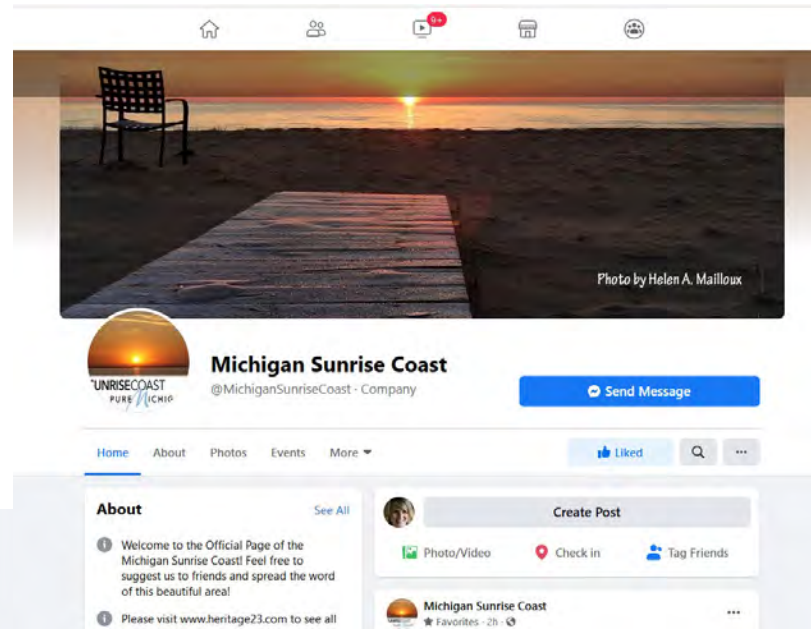 9+
Photo by Helen A. Mailloux
UNRISECOAST
PURE MICHIG
Michigan Sunrise Coast
@MichiganSunriseCoast · Company
Send Message
Home About Photos Events More
Liked
About See All
Welcome to the Official Page of the
Michigan Sunrise Coast! Feel free to
suggest us to friends and spread the word
of this beautiful area!
Please visit www.heritage23.com to see all
Create Post
Photo/Video Check in Tag Friends
Michigan Sunrise Coast
Favorites · 2h ·